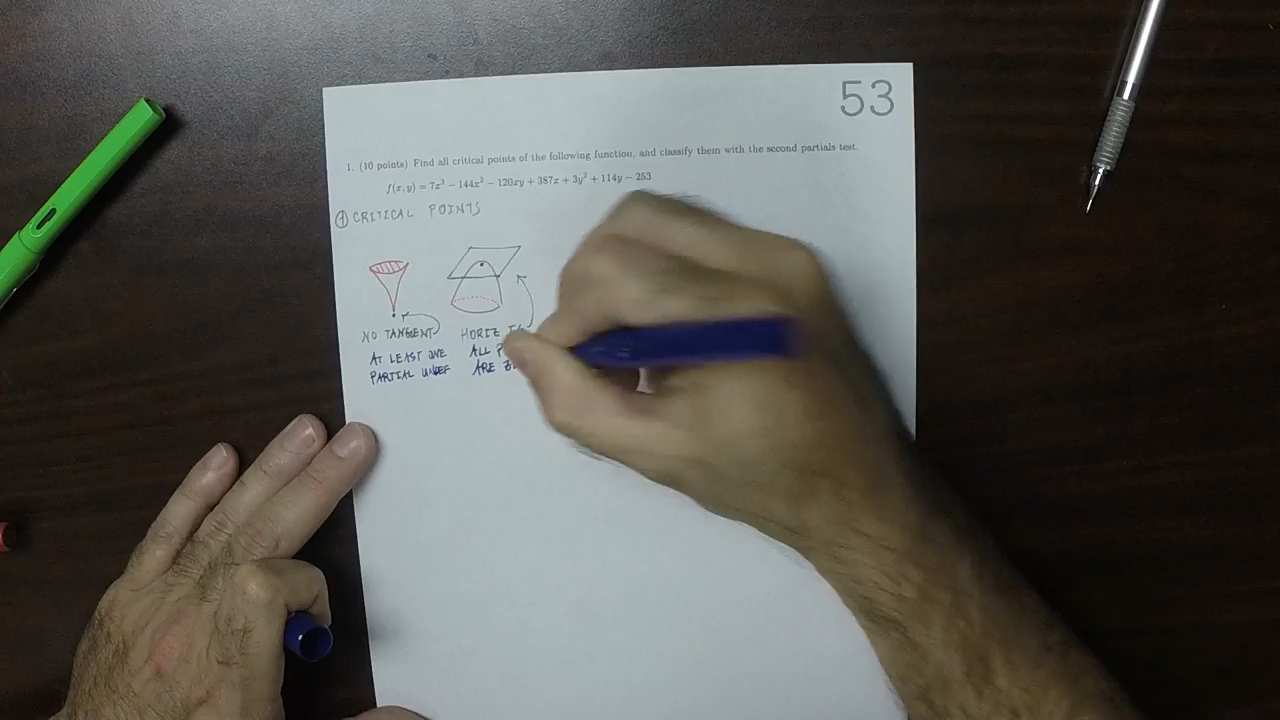 53
1. (10 points) Find all critical points of the following function, and classify them with the second partials test.
f(x, y) = 7x³ − 144x² − 120xy + 387x + 3y² + 114y − 263
① CRITICAL POINTS
NO TANGENT HORIZ
AT LEAST ONE ALL
PARTIAL UNDEF ARE